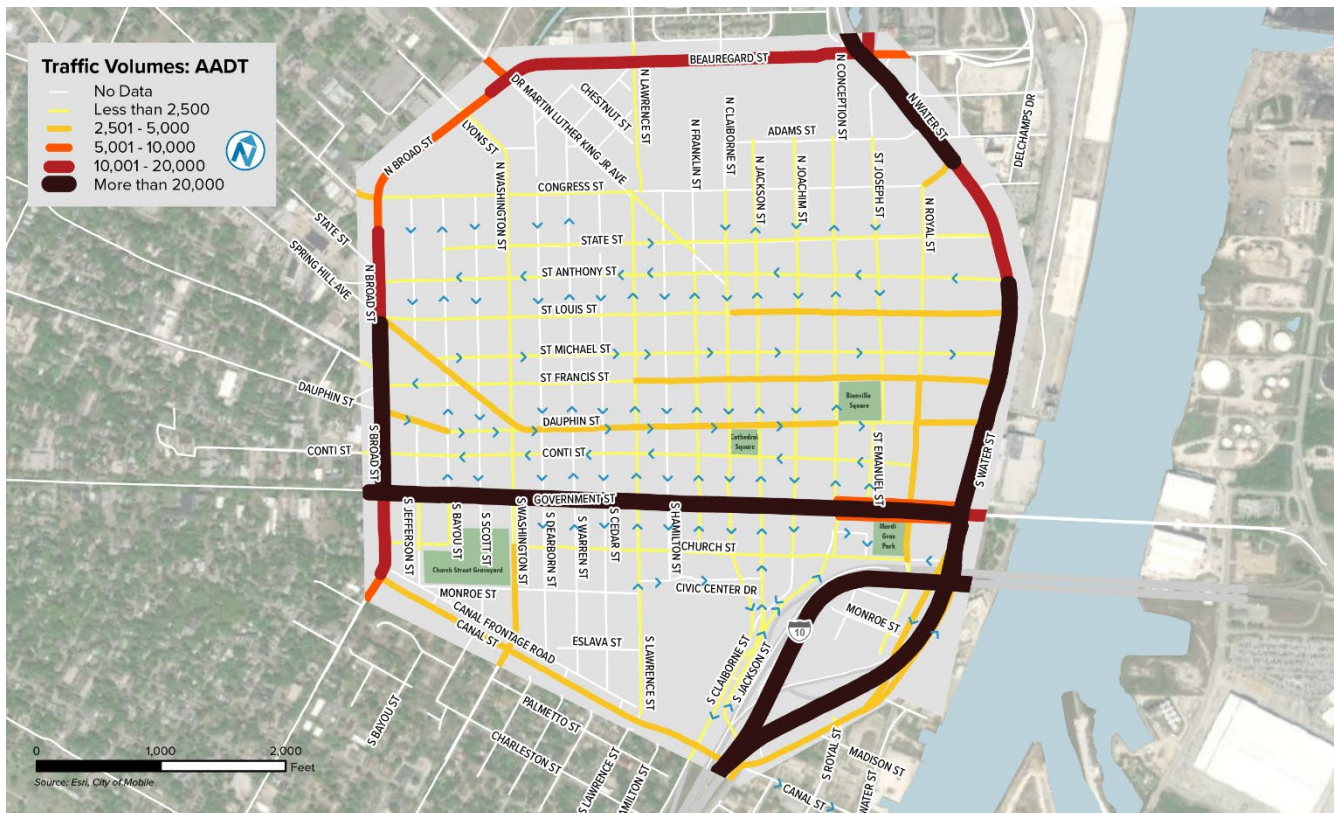 Traffic Volumes: AADT
No Data
Less than 2,500
2,501 - 5,000
5,001 - 10,000
10,001 - 20,000
More than 20,000
N
BEAUREGARD ST
DR MARTIN LUTHER KING JR AVE
CHESTNUT ST
N LAWRENCE ST
N CONCEPTION ST
N WATER ST
DELCHAMPS DR
LYONS ST
N BROAD ST
N WASHINGTON ST
N FRANKLIN ST
N CLAIBORNE ST
ADAMS ST
N JACKSON ST
N JOACHIM ST
ST JOSEPH ST
N ROYAL ST
CONGRESS ST
STATE ST
SPRING HILL AVE
STATE ST
N BROAD ST
ST ANTHONY ST
ST LOUIS ST
ST MICHAEL ST
ST FRANCIS ST
DAUPHIN ST
Bienville
Square
DAUPHIN ST
Cathedral
Square
ST EMANUEL ST
CONTI ST
S BROAD ST
CONTI ST
S WATER ST
GOVERNMENT ST
S JEFFERSON ST
S BAYOU ST
S SCOTT ST
S WASHINGTON ST
S DEARBORN ST
S WARREN ST
S CEDAR ST
S HAMILTON ST
CHURCH ST
Mardi
Gras
Park
Church Street Graveyard
MONROE ST
CIVIC CENTER DR
MONROE ST
10
CANAL FRONTAGE ROAD
CANAL ST
ESLAVA ST
S LAWRENCE ST
S CLAIBORNE ST
S JACKSON ST
S BAYOU ST
PALMETTO ST
CHARLESTON ST
S LAWRENCE ST
AMILTON ST
S ROYAL ST
MADISON ST
WATER ST
CANAL ST
0
1,000
2,000
Feet
Source: Esri, City of Mobile